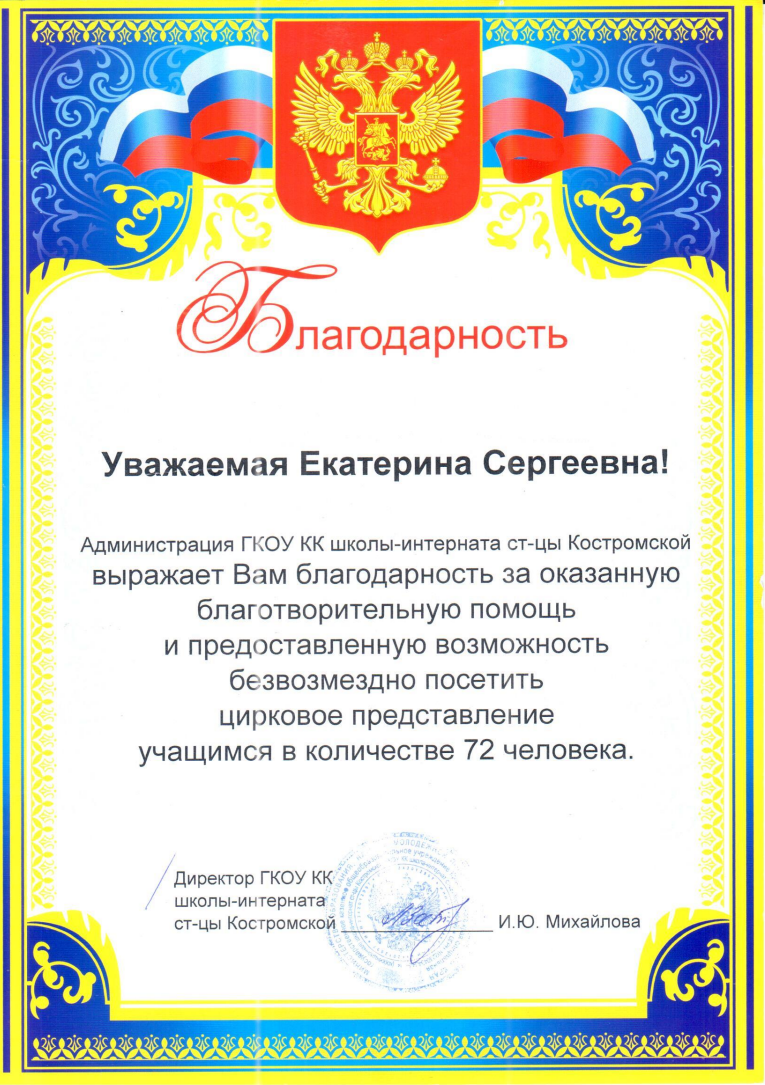 Благодарность
Уважаемая Екатерина Сергеевна!
Администрация ГКОУ КК школы-интерната ст-цы Костромской
выражает Вам благодарность за оказанную
благотворительную помощь
и предоставленную возможность
безвозмездно посетить
цирковое представление
учащимся в количестве 72 человека.
Директор ГКОУ КК
школы-интерната
ст-цы Костромской И.Ю. Михайлова